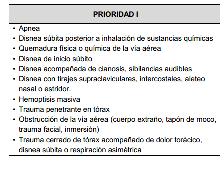 PRIORIDAD I
• Apnea
• Disnea súbita posterior a inhalación de sustancias químicas
• Quemadura física o química de la vía aérea
• Disnea de inicio súbito
• Disnea acompañada de cianosis, sibilancias audibles
• Disnea con tirajes supraclaviculares, intercostales, aleteo
nasal o estridor.
• Hemoptisis masiva
• Trauma penetrante en tórax
• Obstrucción de la vía aérea (cuerpo extraño, tapón de moco,
trauma facial, inmersión)
• Trauma cerrado de tórax acompañado de dolor torácico,
disnea súbita o respiración asimétrica